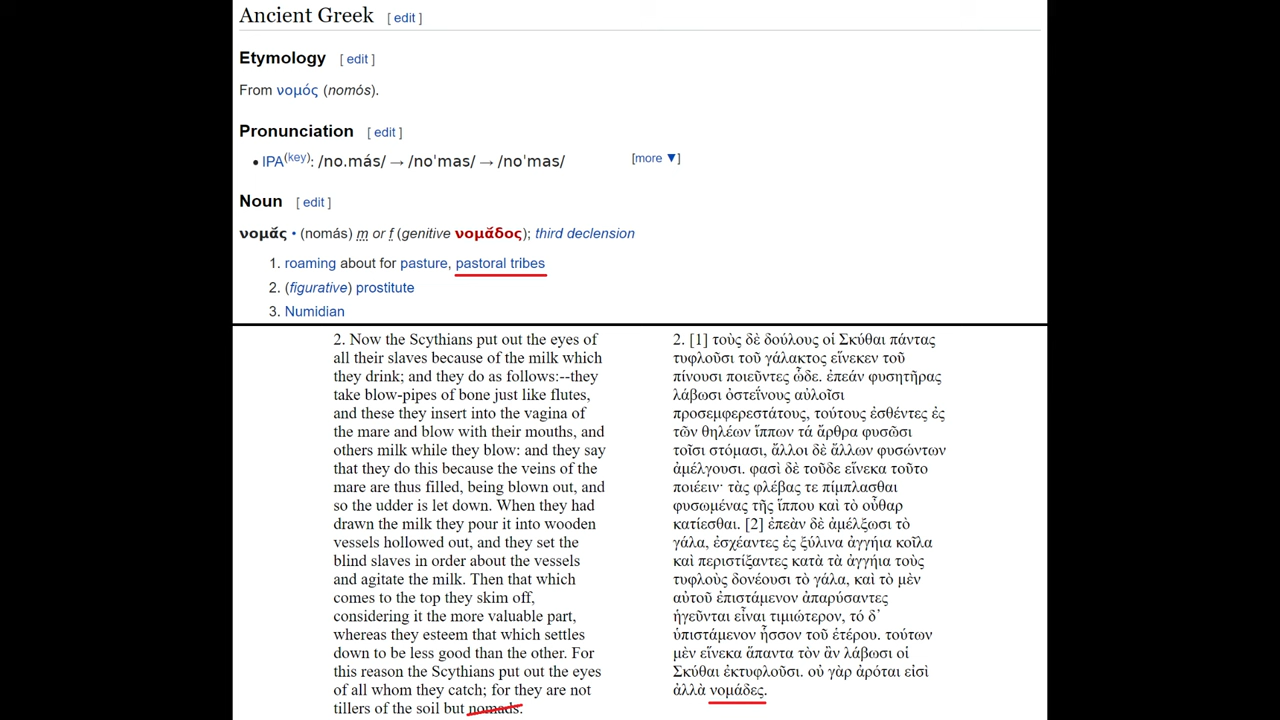 Ancient Greek [ edit ]
Etymology [ edit ]
From νομός (nomós).
Pronunciation [ edit ]
• IPA(key): /no.más/ → /noˈmas/ → /noˈmas/ [more ▼]
Noun [ edit ]
νομᾰ́ς • (nomás) m or f (genitive νομᾰ́δος); third declension
1. roaming about for pasture, pastoral tribes
2. (figurative) prostitute
3. Numidian
2. Now the Scythians put out the eyes of
all their slaves because of the milk which
they drink; and they do as follows:--they
take blow-pipes of bone just like flutes,
and these they insert into the vagina of
the mare and blow with their mouths, and
others milk while they blow: and they say
that they do this because the veins of the
mare are thus filled, being blown out, and
so the udder is let down. When they had
drawn the milk they pour it into wooden
vessels hollowed out, and they set the
blind slaves in order about the vessels
and agitate the milk. Then that which
comes to the top they skim off,
considering it the more valuable part,
whereas they esteem that which settles
down to be less good than the other. For
this reason the Scythians put out the eyes
of all whom they catch; for they are not
tillers of the soil but nomads.
2. [1] τοὺς δὲ δούλους οἱ Σκύθαι πάντας
τυφλοῦσι τοῦ γάλακτος εἵνεκεν τοῦ
πίνουσι ποιεῦντες ὧδε. ἐπεάν φυσητῆρας
λάβωσι ὀστεΐνους αὐλοῖσι
προσεμφερεστάτους, τούτους ἐσθέντες ἐς
τῶν θηλέων ἵππων τά ἄρθρα φυσῶσι
τοῖσι στόμασι, ἄλλοι δὲ ἄλλων φυσώντων
ἀμέλγουσι. φασὶ δὲ τοῦδε εἵνεκα τοῦτο
ποιέειν· τὰς φλέβας τε πίμπλασθαι
φυσωμένας τῆς ἵππου καὶ τὸ οὖθαρ
κατίεσθαι. [2] ἐπεὰν δὲ ἀμέλξωσι τὸ
γάλα, ἐσχέαντες ἐς ξύλινα ἀγγήια κοῖλα
καὶ περιστίξαντες κατὰ τὰ ἀγγήια τοὺς
τυφλοὺς δονέουσι τὸ γάλα, καὶ τὸ μὲν
αὐτοῦ ἐπιστάμενον ἀπαρύσαντες
ἡγεῦνται εἶναι τιμιώτερον, τό δ᾽
ὑπιστάμενον ἧσσον τοῦ ἑτέρου. τούτων
μὲν εἵνεκα ἅπαντα τὸν ἂν λάβωσι οἱ
Σκύθαι ἐκτυφλοῦσι. οὐ γὰρ ἀρόται εἰσὶ
ἀλλὰ νομάδες.